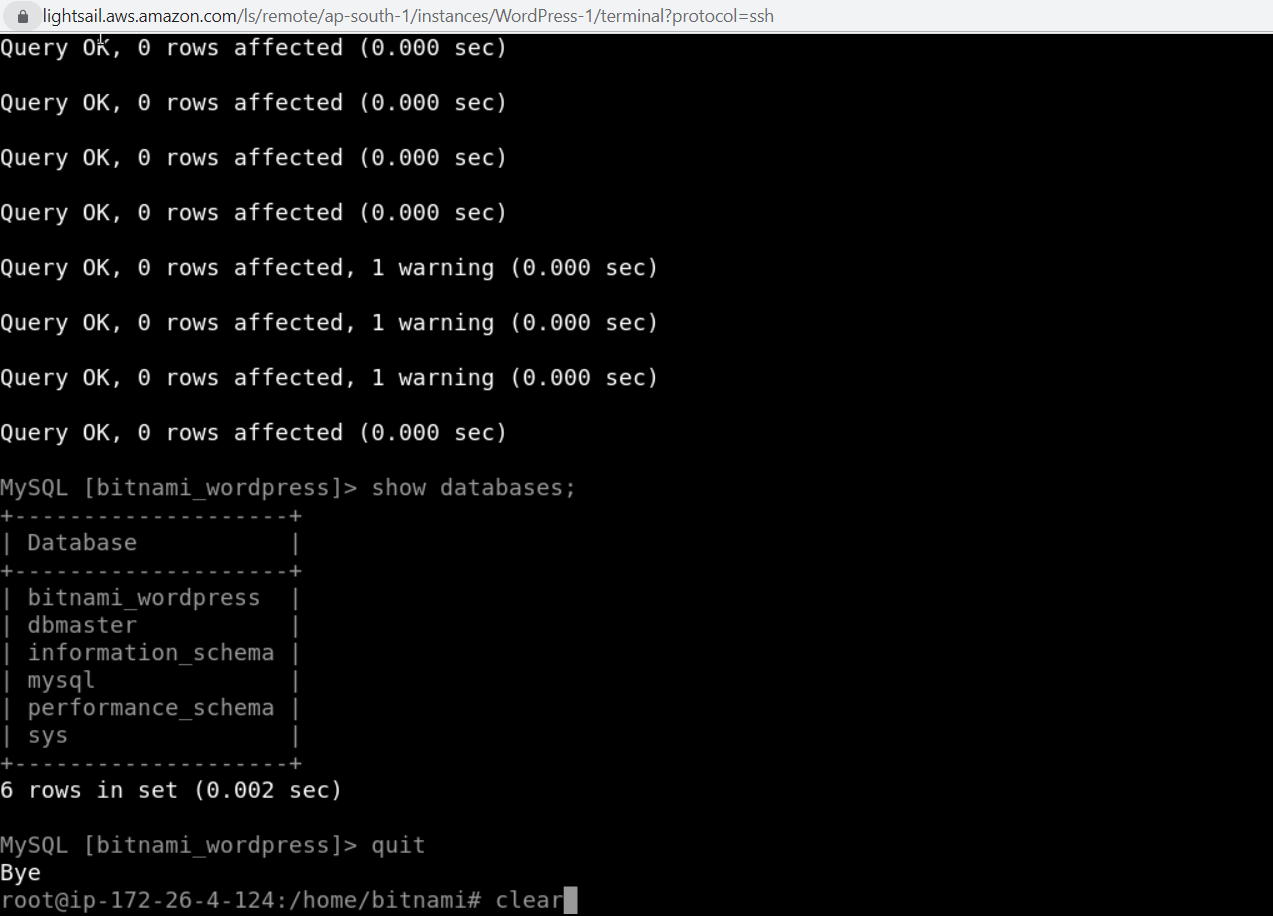 lightsail.aws.amazon.com/ls/remote/ap-south-1/instances/WordPress-1/terminal?protocol=ssh
Query OK, 0 rows affected (0.000 sec)
Query OK, 0 rows affected (0.000 sec)
Query OK, 0 rows affected (0.000 sec)
Query OK, 0 rows affected (0.000 sec)
Query OK, 0 rows affected, 1 warning (0.000 sec)
Query OK, 0 rows affected, 1 warning (0.000 sec)
Query OK, 0 rows affected, 1 warning (0.000 sec)
Query OK, 0 rows affected (0.000 sec)
MySQL [bitnami_wordpress]> show databases;
+--------------------+
| Database           |
+--------------------+
| bitnami_wordpress  |
| dbmaster           |
| information_schema |
| mysql              |
| performance_schema |
| sys                |
+--------------------+
6 rows in set (0.002 sec)
MySQL [bitnami_wordpress]> quit
Bye
root@ip-172-26-4-124:/home/bitnami# clear